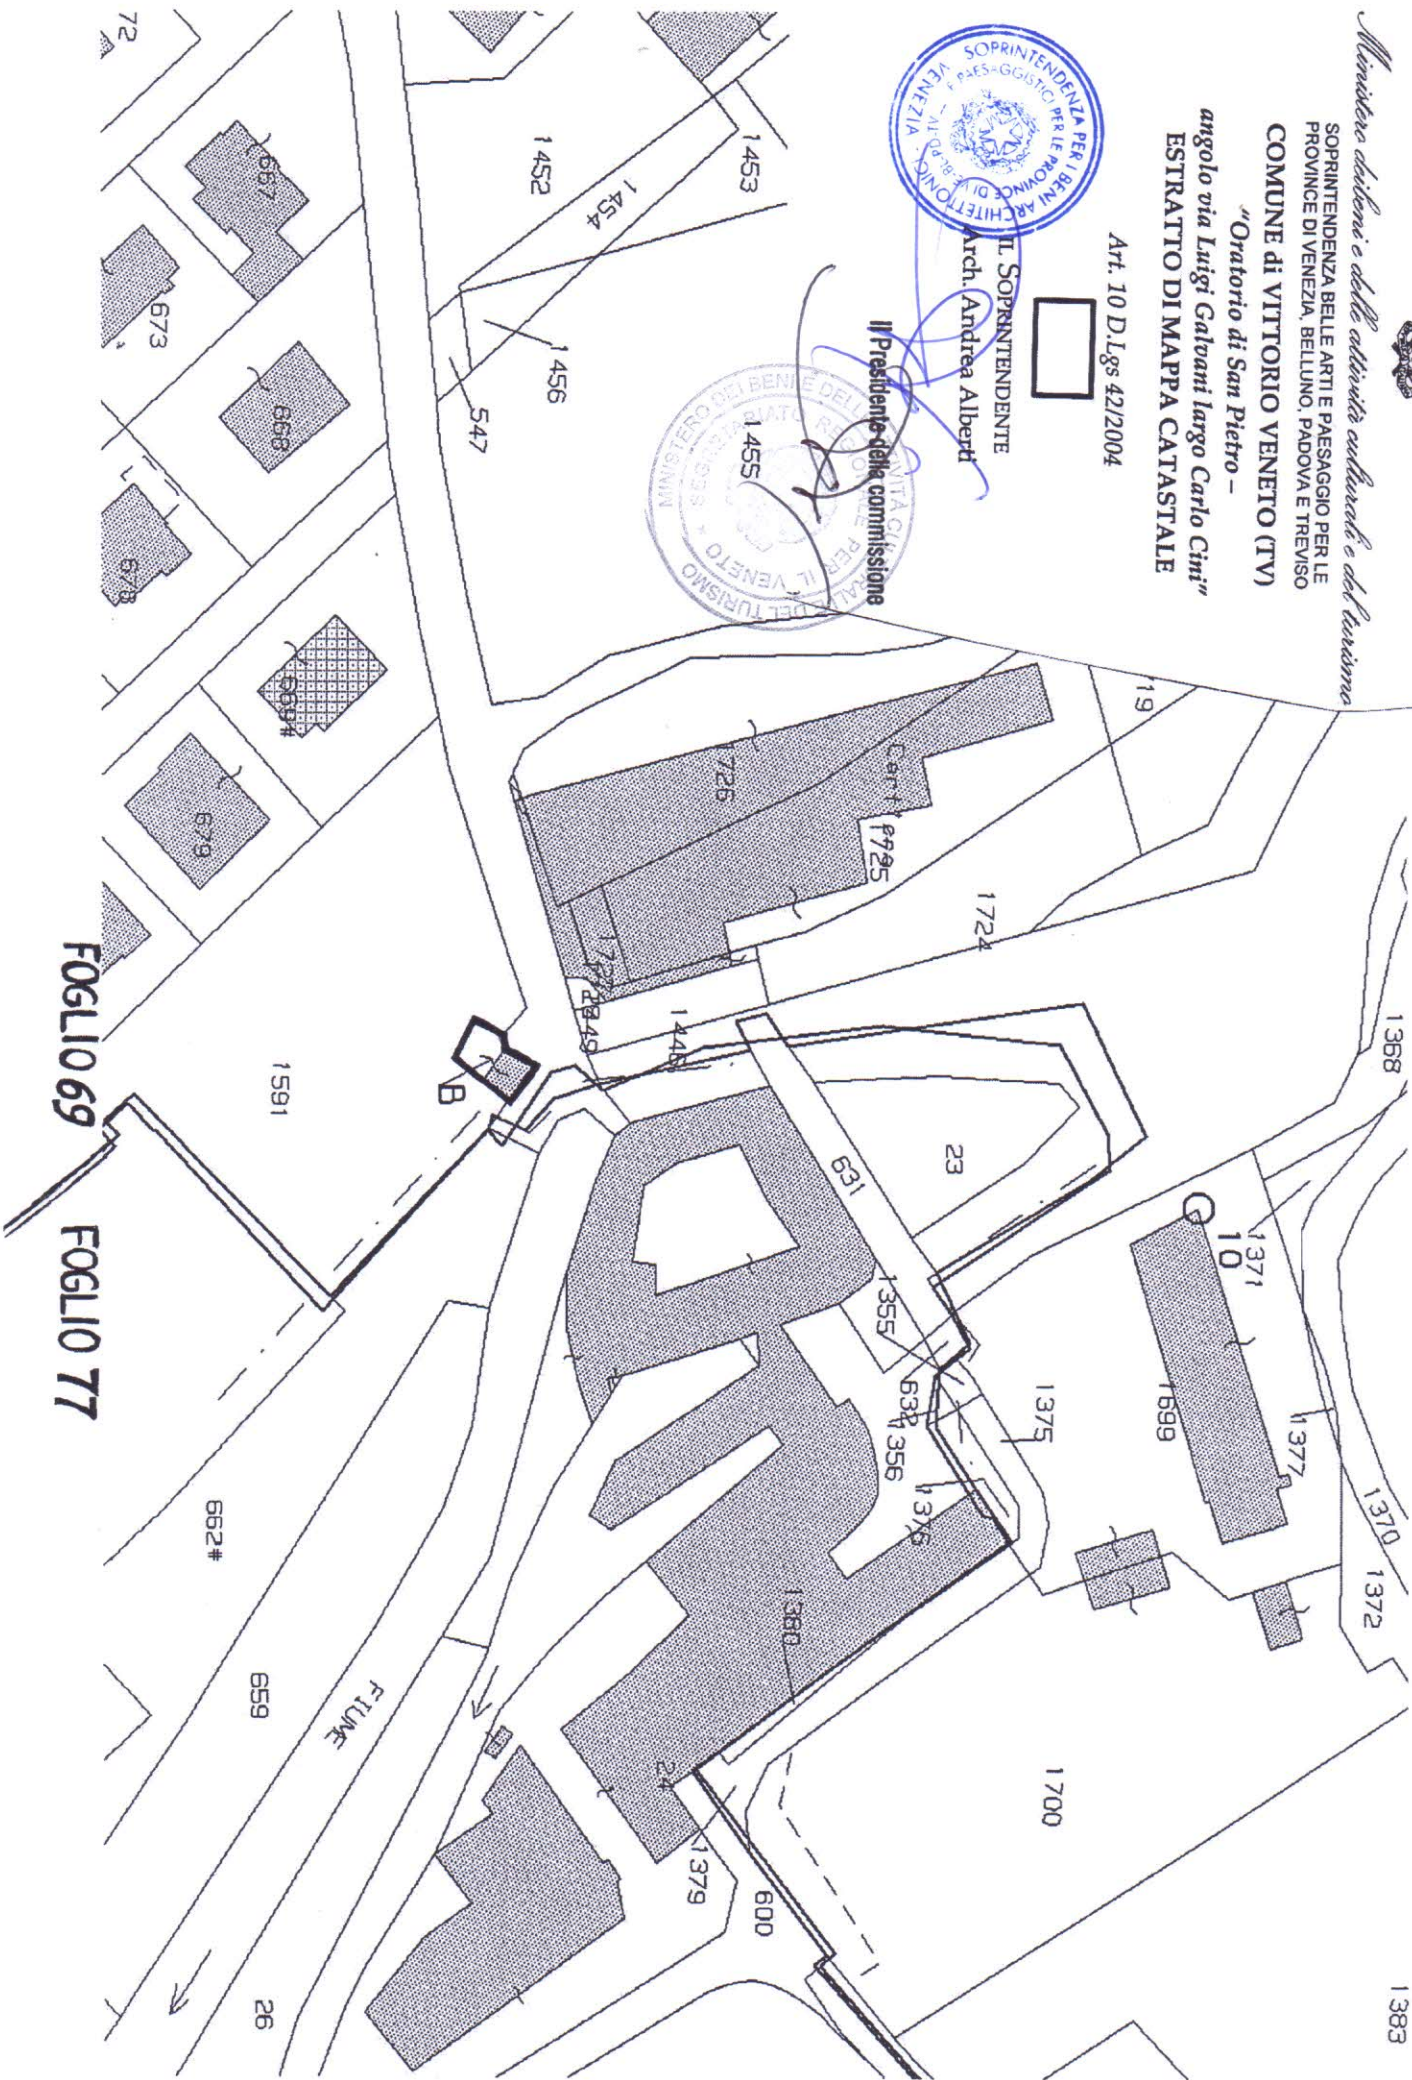 Ministero dei beni e delle attività culturali e del turismo
SOPRINTENDENZA BELLE ARTI E PAESAGGIO PER LE
PROVINCE DI VENEZIA, BELLUNO, PADOVA E TREVISO
COMUNE di VITTORIO VENETO (TV)
"Oratorio di San Pietro –
angolo via Luigi Galvani largo Carlo Cini"
ESTRATTO DI MAPPA CATASTALE
Art. 10 D.Lgs 42/2004
IL SOPRINTENDENTE
Arch. Andrea Alberti
Il Presidente della commissione
SOPRINTENDENZA PER I BENI ARCHITETTONICI
E PAESAGGISTICI PER LE PROVINCE DI VE-BL-PD-TV
VENEZIA
MINISTERO DEI BENI E DELLE ATTIVITÀ CULTURALI E DEL TURISMO
SEGRETARIATO REGIONALE PER IL VENETO
1453
1452
1454
1455
1456
547
72
667
673
668
678
669#
679
1726
1725
19
1724
1368
1446
1591
B
23
631
1371
10
1377
1699
1355
632
1356
1375
1376
1370
1372
1380
1700
1383
24
1379
600
662#
659
FIUME
26
FOGLIO 69
FOGLIO 77